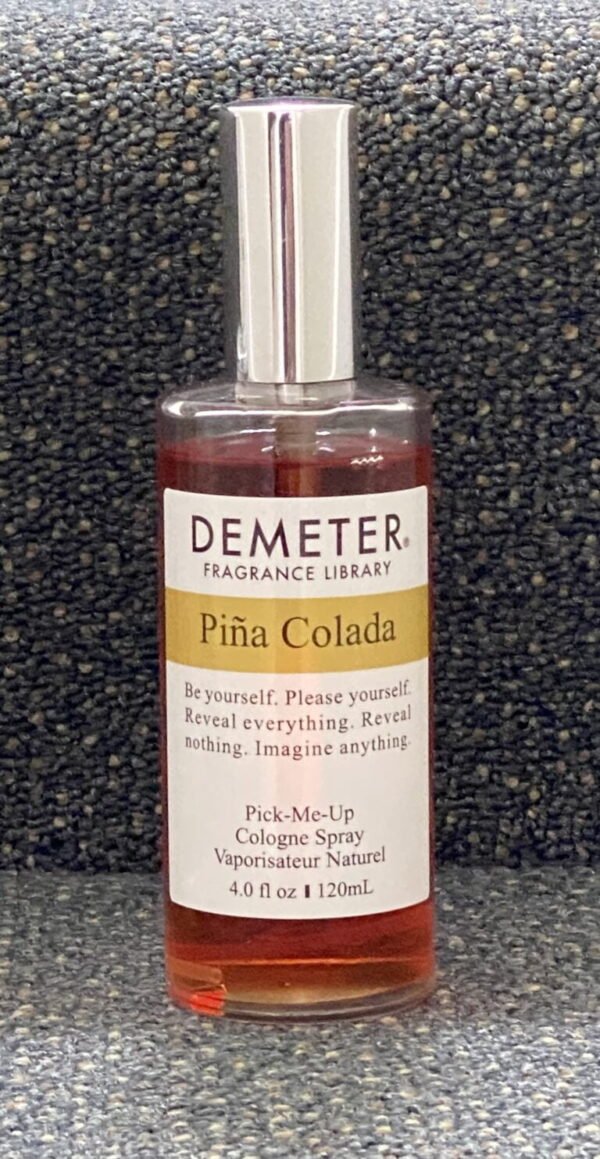 DEMETER®
FRAGRANCE LIBRARY
Piña Colada
Be yourself. Please yourself.
Reveal everything. Reveal
nothing. Imagine anything.
Pick-Me-Up
Cologne Spray
Vaporisateur Naturel
4.0 fl oz ▮ 120mL